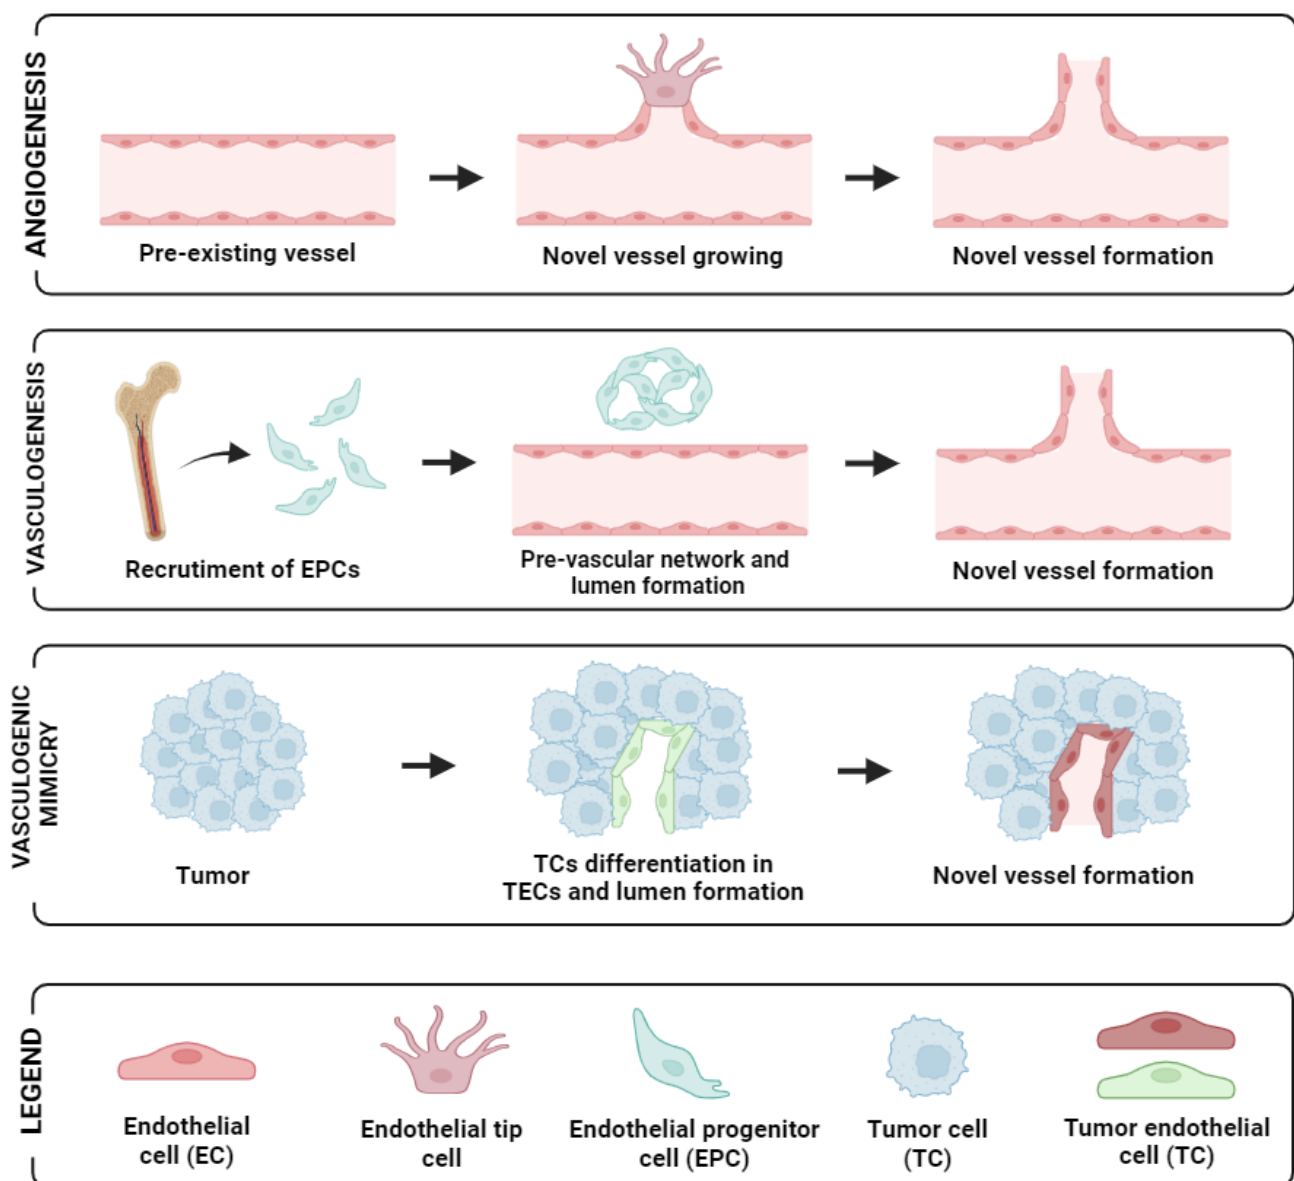 ANGIOGENESIS
Pre-existing vessel
Novel vessel growing
Novel vessel formation
VASCULOGENESIS
Recrutiment of EPCs
Pre-vascular network and
lumen formation
Novel vessel formation
VASCULOGENIC
MIMICRY
Tumor
TCs differentiation in
TECs and lumen formation
Novel vessel formation
LEGEND
Endothelial
cell (EC)
Endothelial tip
cell
Endothelial progenitor
cell (EPC)
Tumor cell
(TC)
Tumor endothelial
cell (TC)